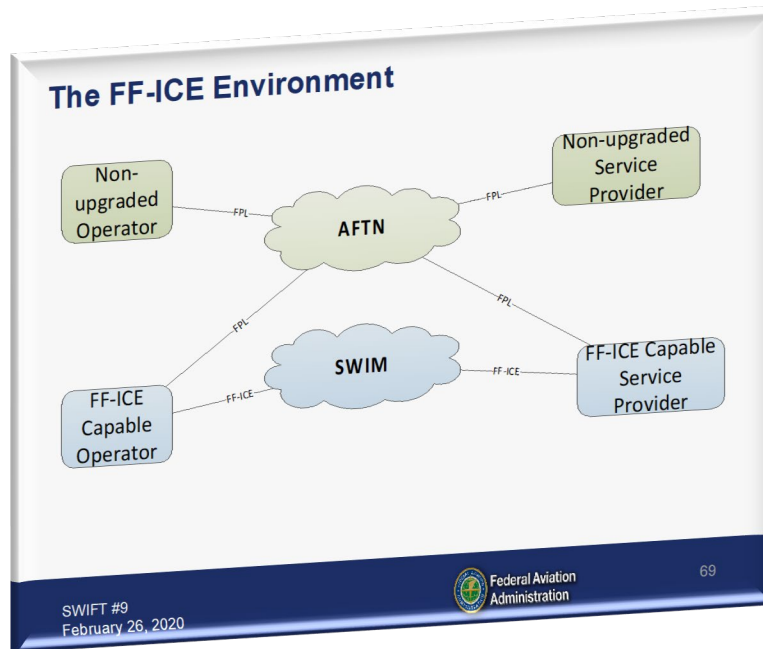 The FF-ICE Environment
Non-
upgraded
Operator
FPL
AFTN
FPL
Non-upgraded
Service
Provider
FPL
FPL
SWIM
FF-ICE
FF-ICE
FF-ICE
Capable
Operator
FF-ICE Capable
Service
Provider
SWIFT #9
February 26, 2020
Federal Aviation
Administration
69